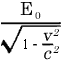 E₀
√1 - v²
c²